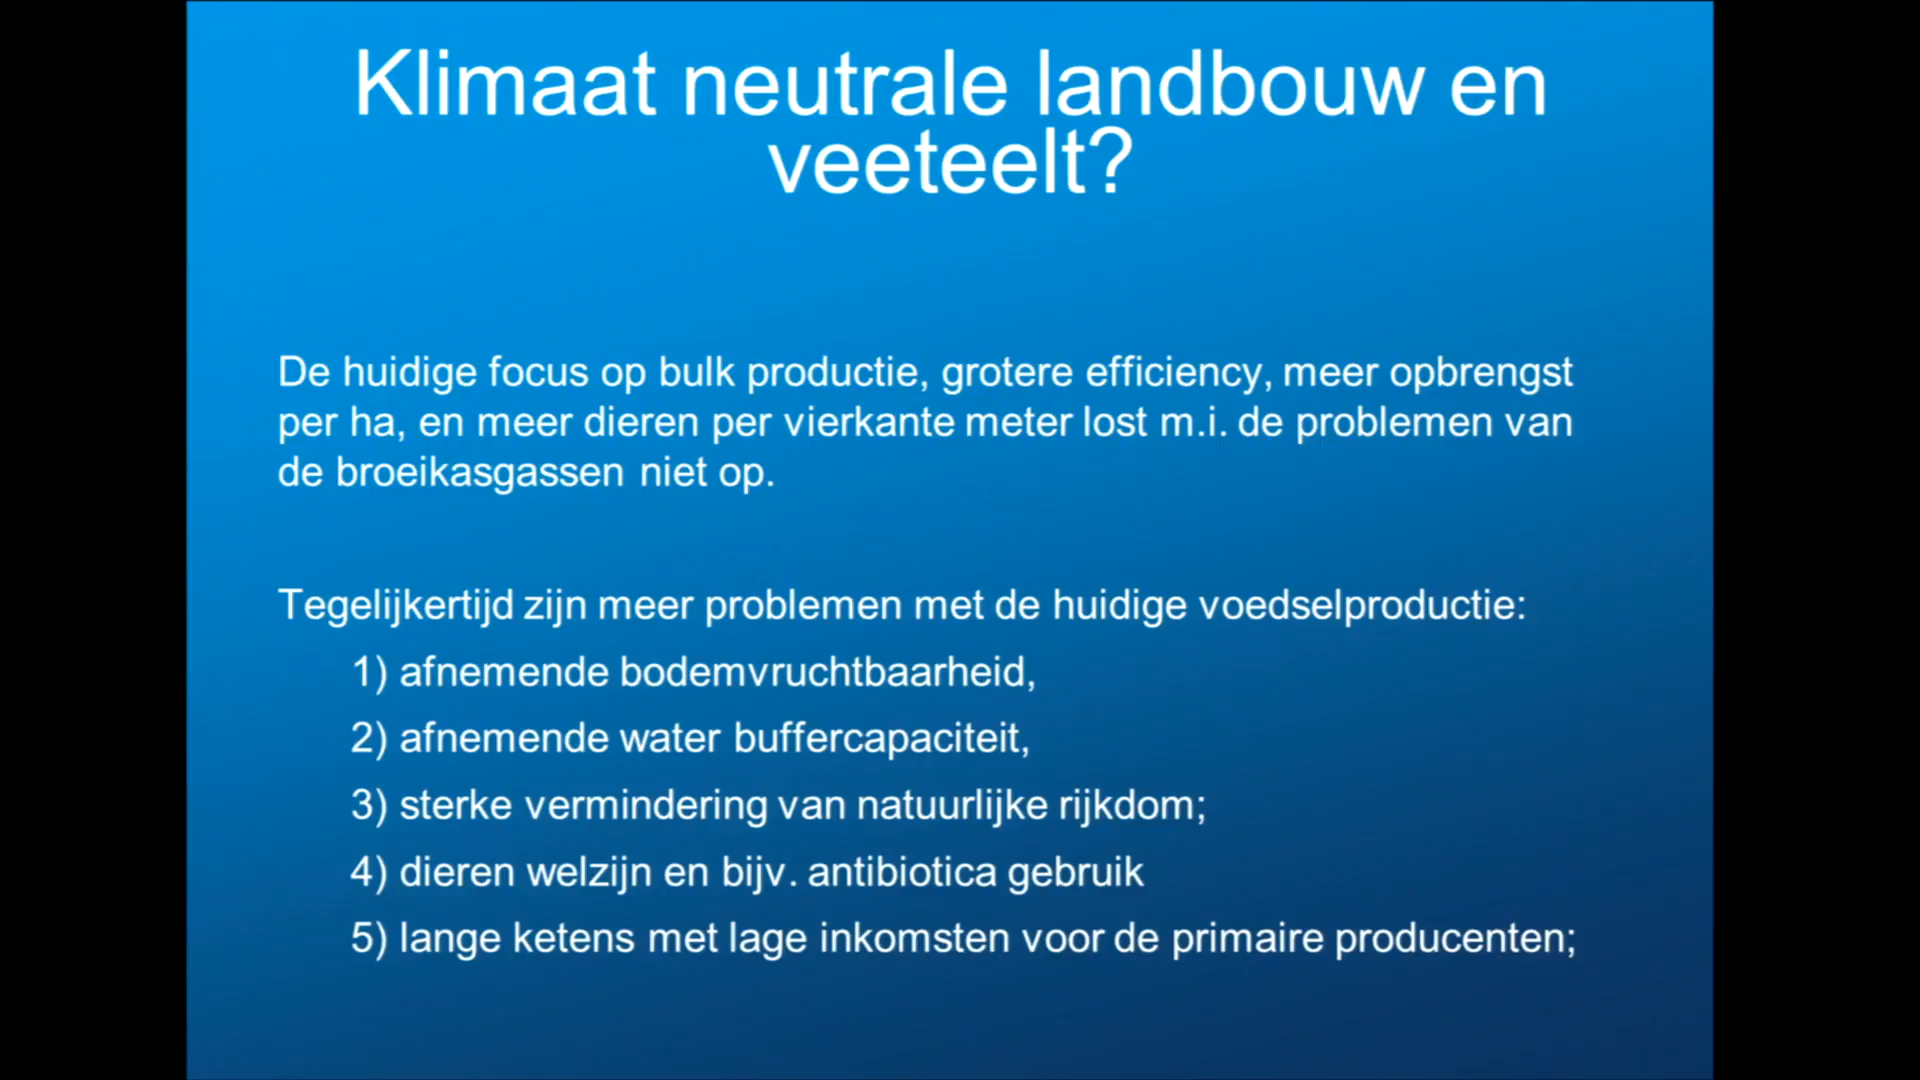 Klimaat neutrale landbouw en
veeteelt?
De huidige focus op bulk productie, grotere efficiency, meer opbrengst
per ha, en meer dieren per vierkante meter lost m.i. de problemen van
de broeikasgassen niet op.
Tegelijkertijd zijn meer problemen met de huidige voedselproductie:
1) afnemende bodemvruchtbaarheid,
2) afnemende water buffercapaciteit,
3) sterke vermindering van natuurlijke rijkdom;
4) dieren welzijn en bijv. antibiotica gebruik
5) lange ketens met lage inkomsten voor de primaire producenten;